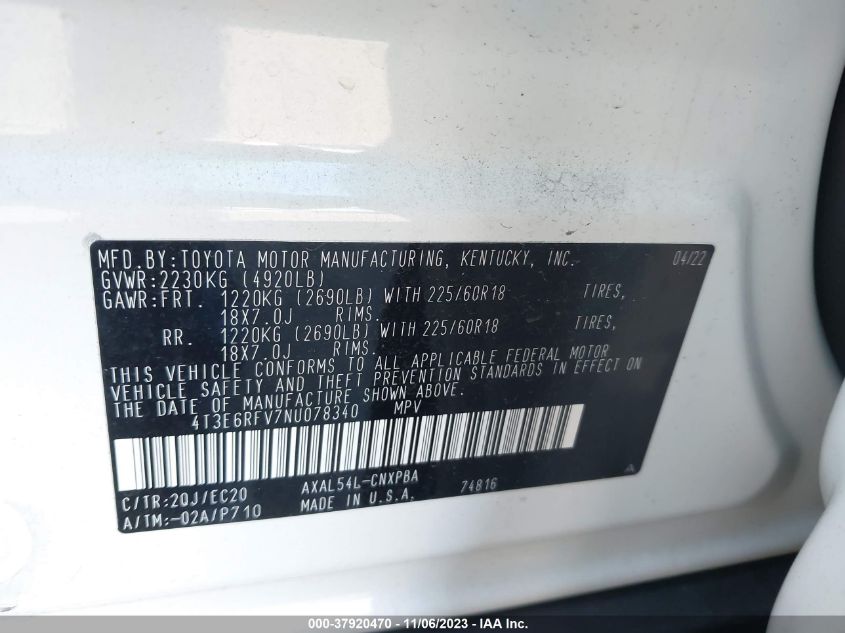 MFD.BY:TOYOTA MOTOR MANUFACTURING, KENTUCKY, INC. 04/22
GVWR:2230KG (4920LB)
GAWR:FRT. 1220KG (2690LB) WITH 225/60R18 TIRES,
18X7.0J RIMS.
RR. 1220KG (2690LB) WITH 225/60R18 TIRES,
18X7.0J RIMS.
THIS VEHICLE CONFORMS TO ALL APPLICABLE FEDERAL MOTOR
VEHICLE SAFETY AND THEFT PREVENTION STANDARDS IN EFFECT ON
THE DATE OF MANUFACTURE SHOWN ABOVE.
4T3E6RFV7NU078340 MPV
C/TR:20J/EC20 AXAL54L-CNXPBA 74816 A
A/TM:-02A/P710 MADE IN U.S.A.
000-37920470 - 11/06/2023 - IAA Inc.